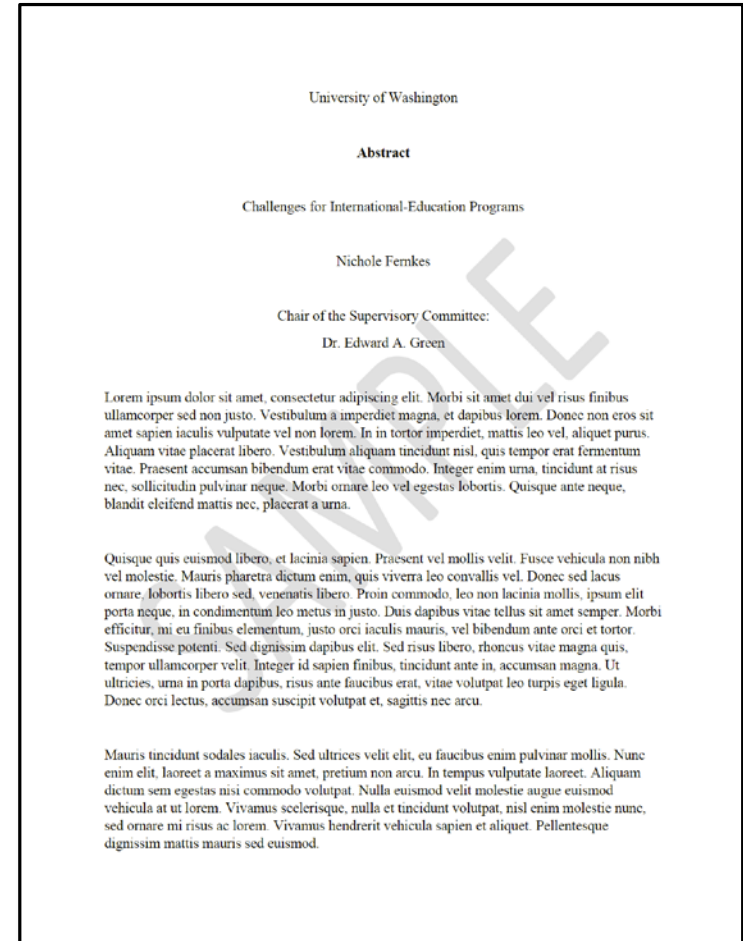 University of Washington
Abstract
Challenges for International-Education Programs
Nichole Fernkes
Chair of the Supervisory Committee:
Dr. Edward A. Green
Lorem ipsum dolor sit amet, consectetur adipiscing elit. Morbi sit amet dui vel risus finibus
ullamcorper sed non justo. Vestibulum a imperdiet magna, et dapibus lorem. Donec non eros sit
amet sapien iaculis vulputate vel non lorem. In in tortor imperdiet, mattis leo vel, aliquet purus.
Aliquam vitae placerat libero. Vestibulum aliquam tincidunt nisl, quis tempor erat fermentum
vitae. Praesent accumsan bibendum erat vitae commodo. Integer enim urna, tincidunt at risus
nec, sollicitudin pulvinar neque. Morbi ornare leo vel egestas lobortis. Quisque ante neque,
blandit eleifend mattis nec, placerat a urna.
Quisque quis euismod libero, et lacinia sapien. Praesent vel mollis velit. Fusce vehicula non nibh
vel molestie. Mauris pharetra dictum enim, quis viverra leo convallis vel. Donec sed lacus
ornare, lobortis libero sed, venenatis libero. Proin commodo, leo non lacinia mollis, ipsum elit
porta neque, in condimentum leo metus in justo. Duis dapibus vitae tellus sit amet semper. Morbi
efficitur, mi eu finibus elementum, justo orci iaculis mauris, vel bibendum ante orci et tortor.
Suspendisse potenti. Sed dignissim dapibus elit. Sed risus libero, rhoncus vitae magna quis,
tempor ullamcorper velit. Integer id sapien finibus, tincidunt ante in, accumsan magna. Ut
ultricies, urna in porta dapibus, risus ante faucibus erat, vitae volutpat leo turpis eget ligula.
Donec orci lectus, accumsan suscipit volutpat et, sagittis nec arcu.
Mauris tincidunt sodales iaculis. Sed ultrices velit elit, eu faucibus enim pulvinar mollis. Nunc
enim elit, laoreet a maximus sit amet, pretium non arcu. In tempus vulputate laoreet. Aliquam
dictum sem egestas nisi commodo volutpat. Nulla euismod velit molestie augue euismod
vehicula at ut lorem. Vivamus scelerisque, nulla et tincidunt volutpat, nisl enim molestie nunc,
sed ornare mi risus ac lorem. Vivamus hendrerit vehicula sapien et aliquet. Pellentesque
dignissim mattis mauris sed euismod.
SAMPLE